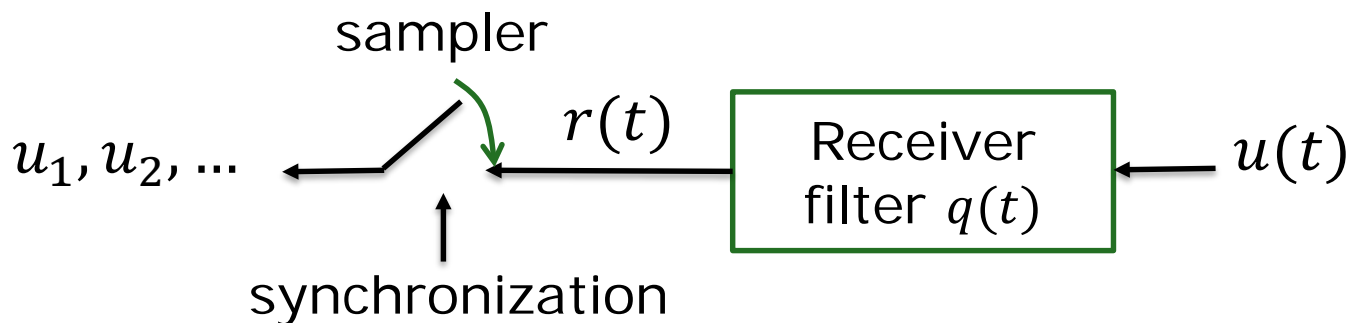 sampler
r(t)
u₁, u₂, …
Receiver
filter q(t)
u(t)
synchronization